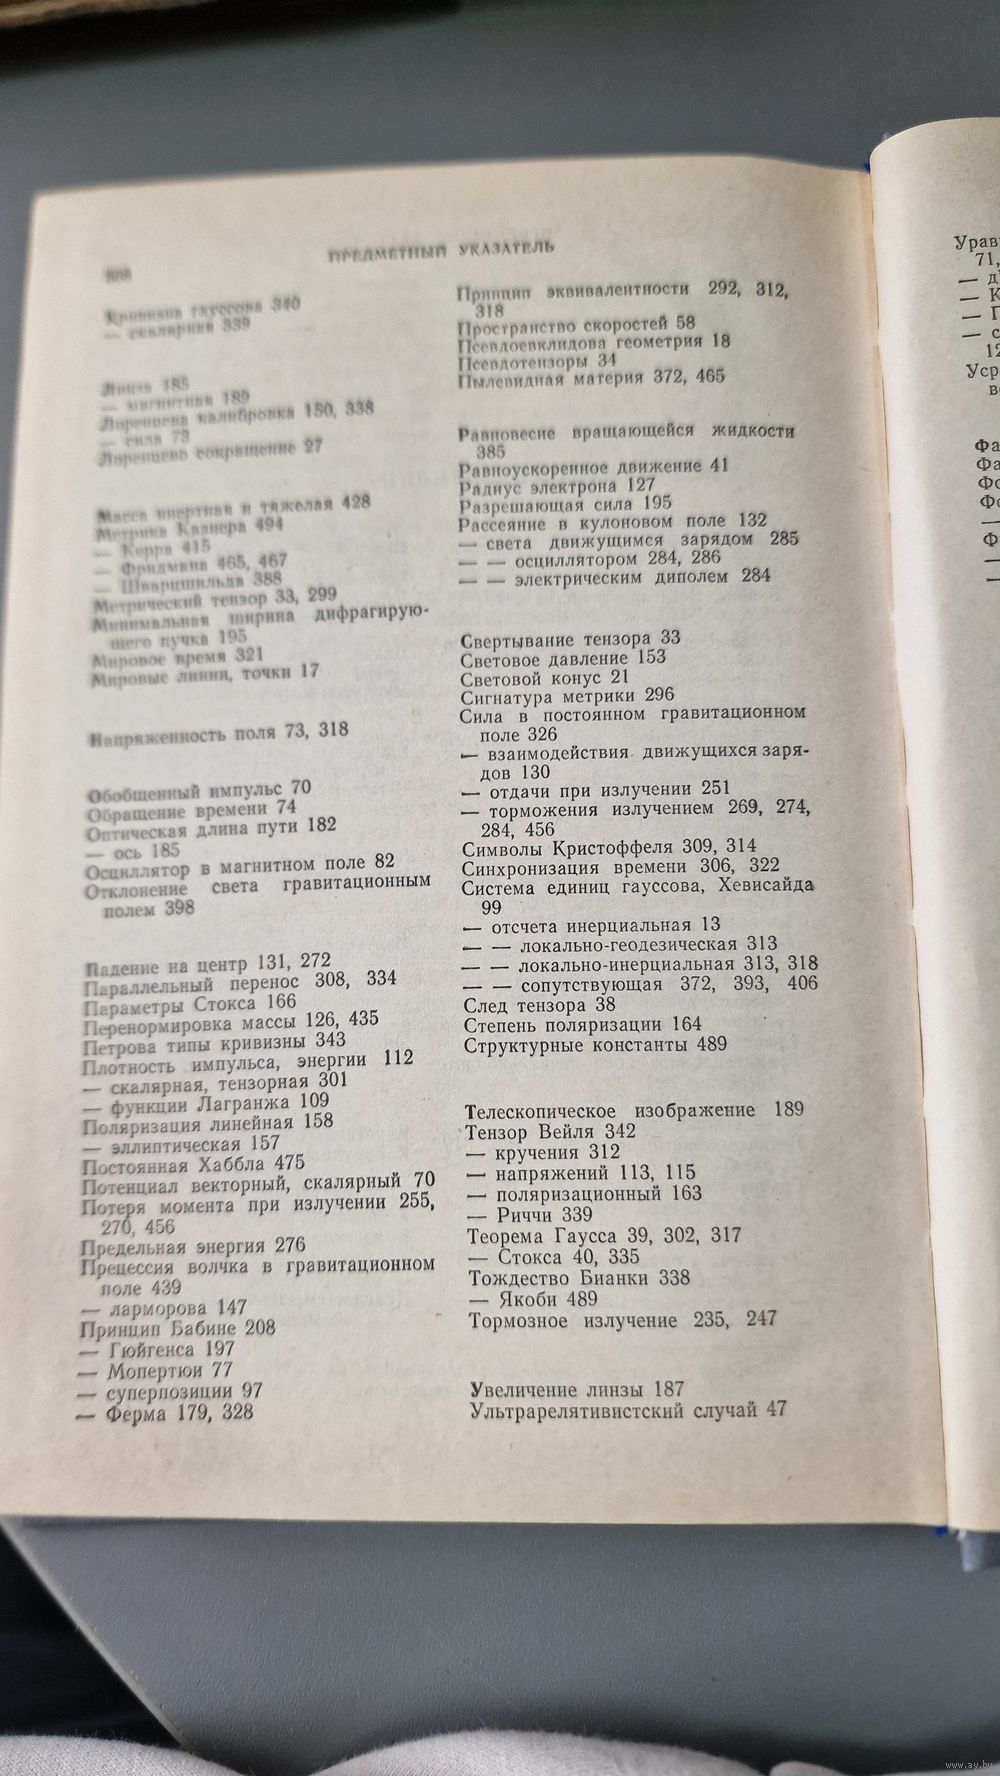 ПРЕДМЕТНЫЙ УКАЗАТЕЛЬ
Кривизна гауссова 340
— скалярная 339
Линза 185
— магнитная 189
Лоренцева калибровка 150, 338
— сила 73
Лоренцево сокращение 27
Масса инертная и тяжелая 428
Метрика Казнера 494
— Керра 415
— Фридмана 465, 467
— Шварцшильда 388
Метрический тензор 33, 299
Минимальная ширина дифрагирую-
щего пучка 195
Мировое время 321
Мировые линии, точки 17
Напряженность поля 73, 318
Обобщенный импульс 70
Обращение времени 74
Оптическая длина пути 182
— ось 185
Осциллятор в магнитном поле 82
Отклонение света гравитационным
полем 398
Падение на центр 131, 272
Параллельный перенос 308, 334
Параметры Стокса 166
Перенормировка массы 126, 435
Петрова типы кривизны 343
Плотность импульса, энергии 112
— скалярная, тензорная 301
— функции Лагранжа 109
Поляризация линейная 158
— эллиптическая 157
Постоянная Хаббла 475
Потенциал векторный, скалярный 70
Потеря момента при излучении 255,
270, 456
Предельная энергия 276
Прецессия волчка в гравитационном
поле 439
— ларморова 147
Принцип Бабине 208
— Гюйгенса 197
— Мопертюи 77
— суперпозиции 97
— Ферма 179, 328
Принцип эквивалентности 292, 312,
318
Пространство скоростей 58
Псевдоевклидова геометрия 18
Псевдотензоры 34
Пылевидная материя 372, 465
Равновесие вращающейся жидкости
385
Равноускоренное движение 41
Радиус электрона 127
Разрешающая сила 195
Рассеяние в кулоновом поле 132
— света движущимся зарядом 285
— — осциллятором 284, 286
— — электрическим диполем 284
Свертывание тензора 33
Световое давление 153
Световой конус 21
Сигнатура метрики 296
Сила в постоянном гравитационном
поле 326
— взаимодействия движущихся заря-
дов 130
— отдачи при излучении 251
— торможения излучением 269, 274,
284, 456
Символы Кристоффеля 309, 314
Синхронизация времени 306, 322
Система единиц гауссова, Хевисайда
99
— отсчета инерциальная 13
— — локально-геодезическая 313
— — локально-инерциальная 313, 318
— — сопутствующая 372, 393, 406
След тензора 38
Степень поляризации 164
Структурные константы 489
Телескопическое изображение 189
Тензор Вейля 342
— кручения 312
— напряжений 113, 115
— поляризационный 163
— Риччи 339
Теорема Гаусса 39, 302, 317
— Стокса 40, 335
Тождество Бианки 338
— Якоби 489
Тормозное излучение 235, 247
Увеличение линзы 187
Ультрарелятивистский случай 47
Урав
71,
— д
— К
— Г
— с
12
Уср
во
Фа
Фа
Фо
Фо
—
Ф
—
—
www.ay.by